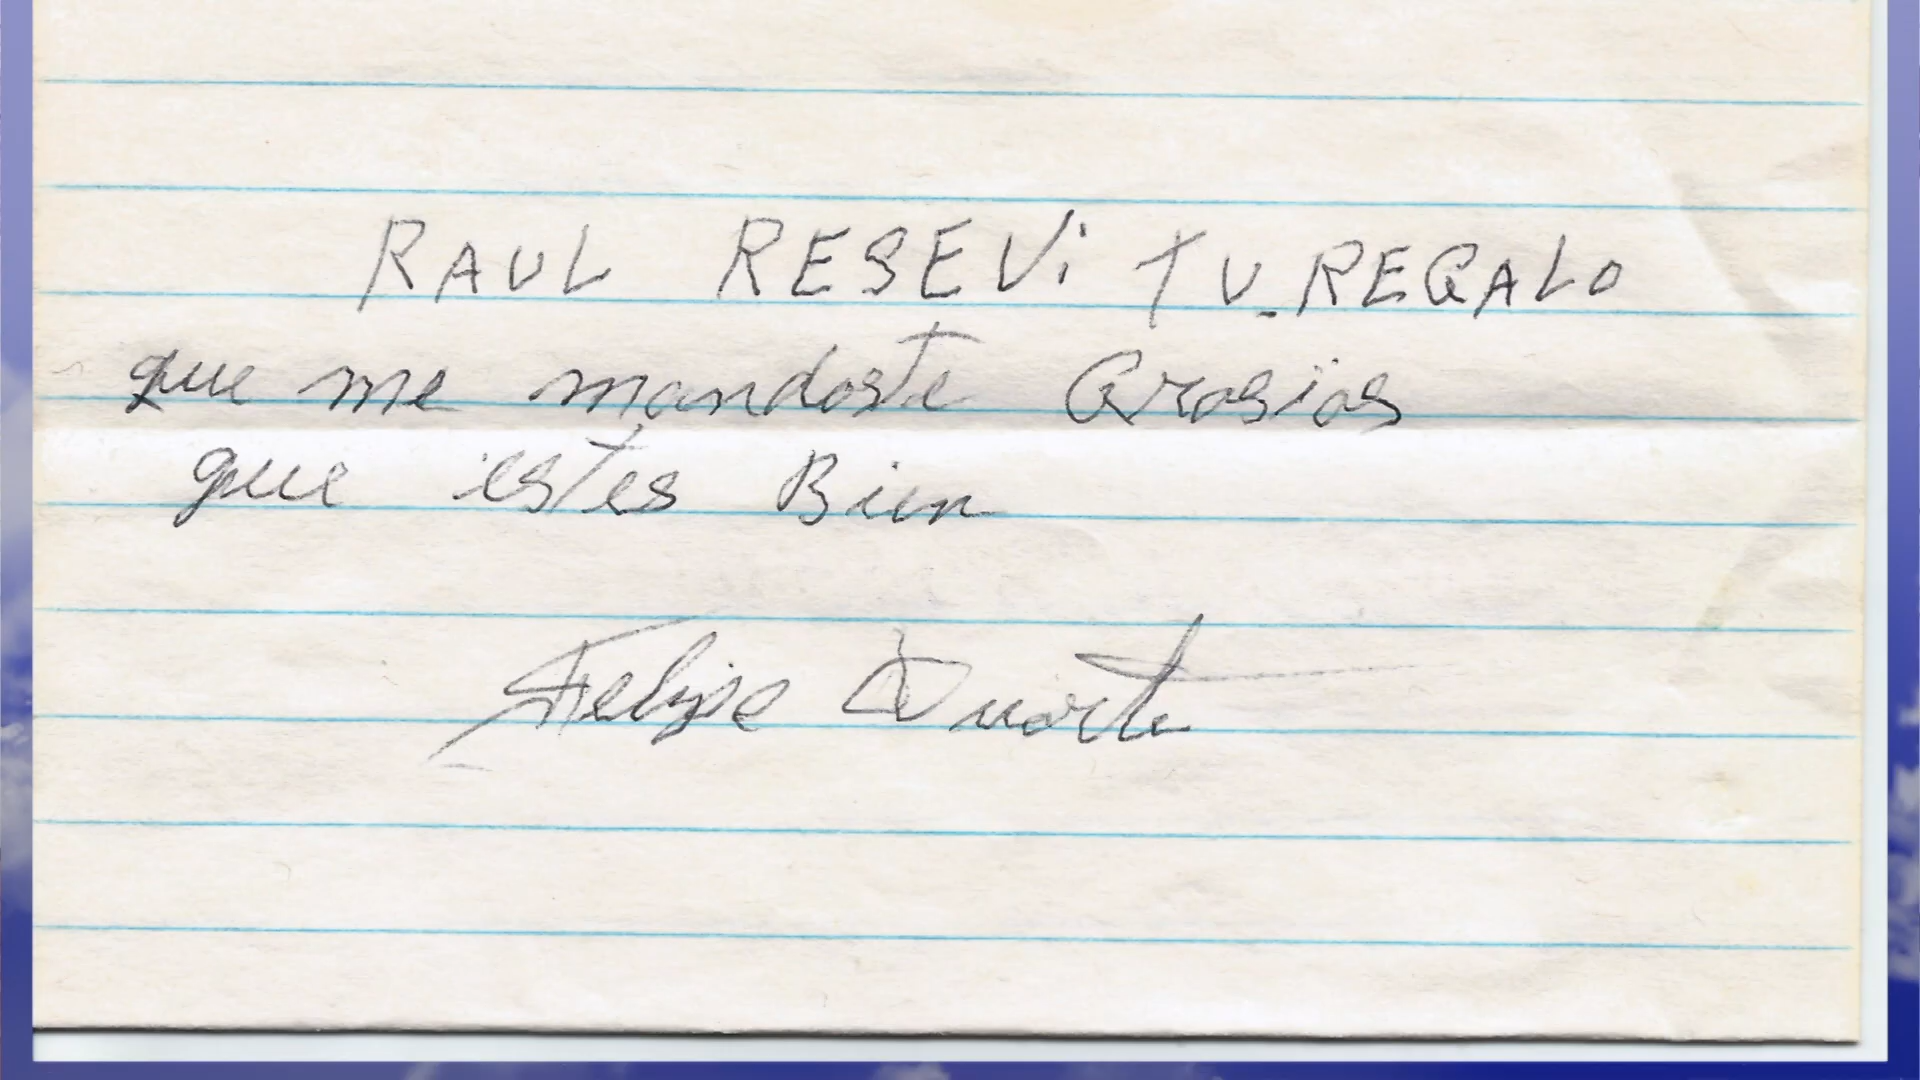 RAUL RESEVi TU REGALO
que me mandaste Grasias
que estes Bien
Felipe Duarte